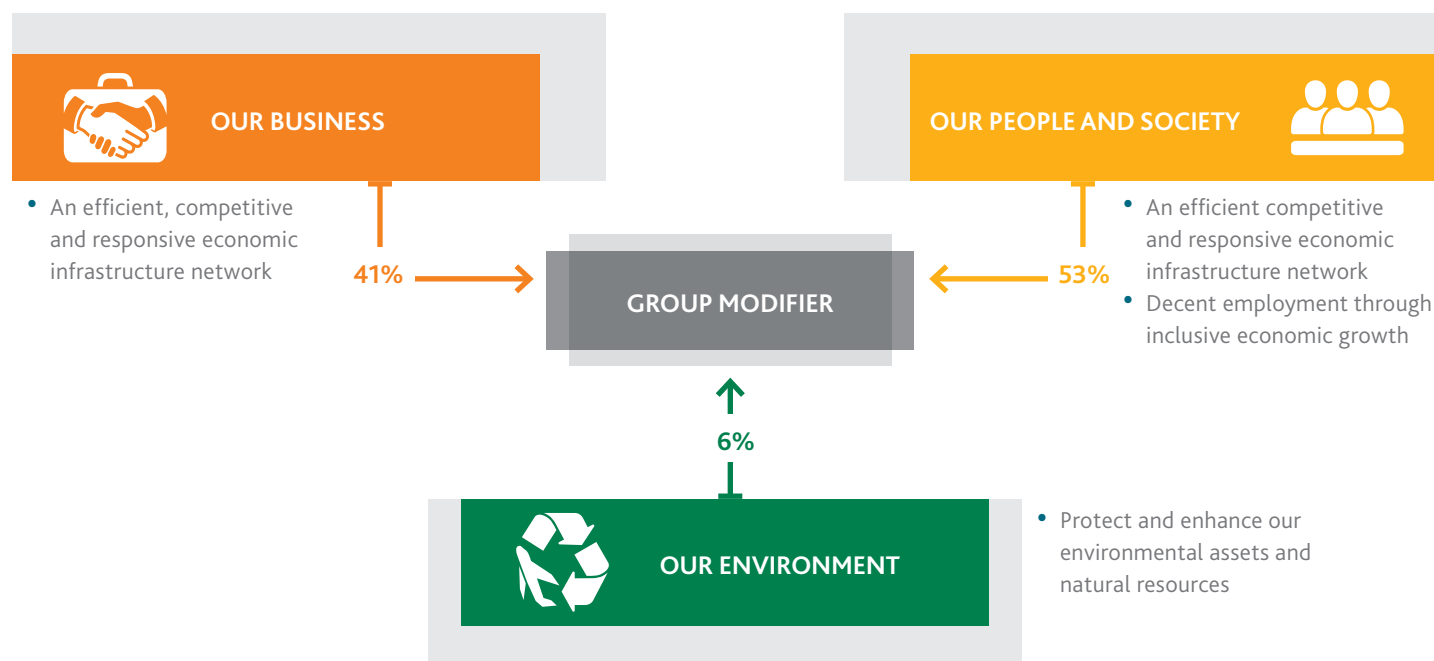 OUR BUSINESS
• An efficient, competitive
and responsive economic
infrastructure network
41%
OUR PEOPLE AND SOCIETY
• An efficient competitive
and responsive economic
infrastructure network
• Decent employment through
inclusive economic growth
53%
GROUP MODIFIER
6%
OUR ENVIRONMENT
• Protect and enhance our
environmental assets and
natural resources